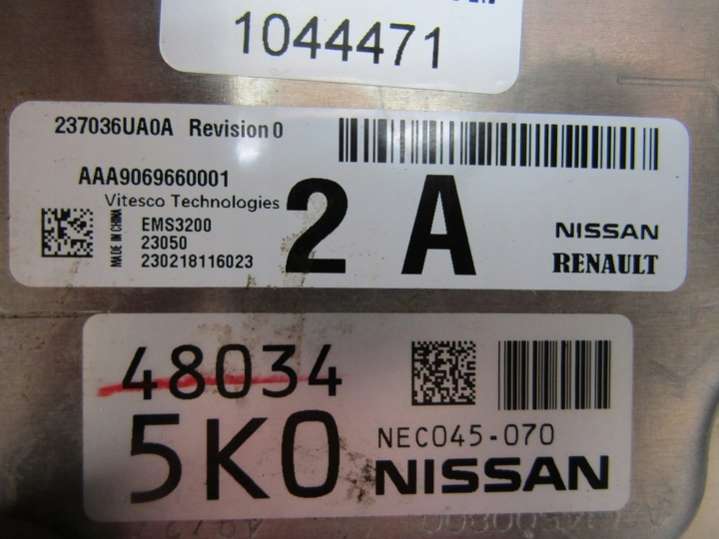 1044471
237036UA0A Revision 0
AAA9069660001
Vitesco Technologies
MADE IN CHINA
EMS3200
23050
230218116023
2 A
NISSAN
RENAULT
48034
5K0
NEC045-070
NISSAN